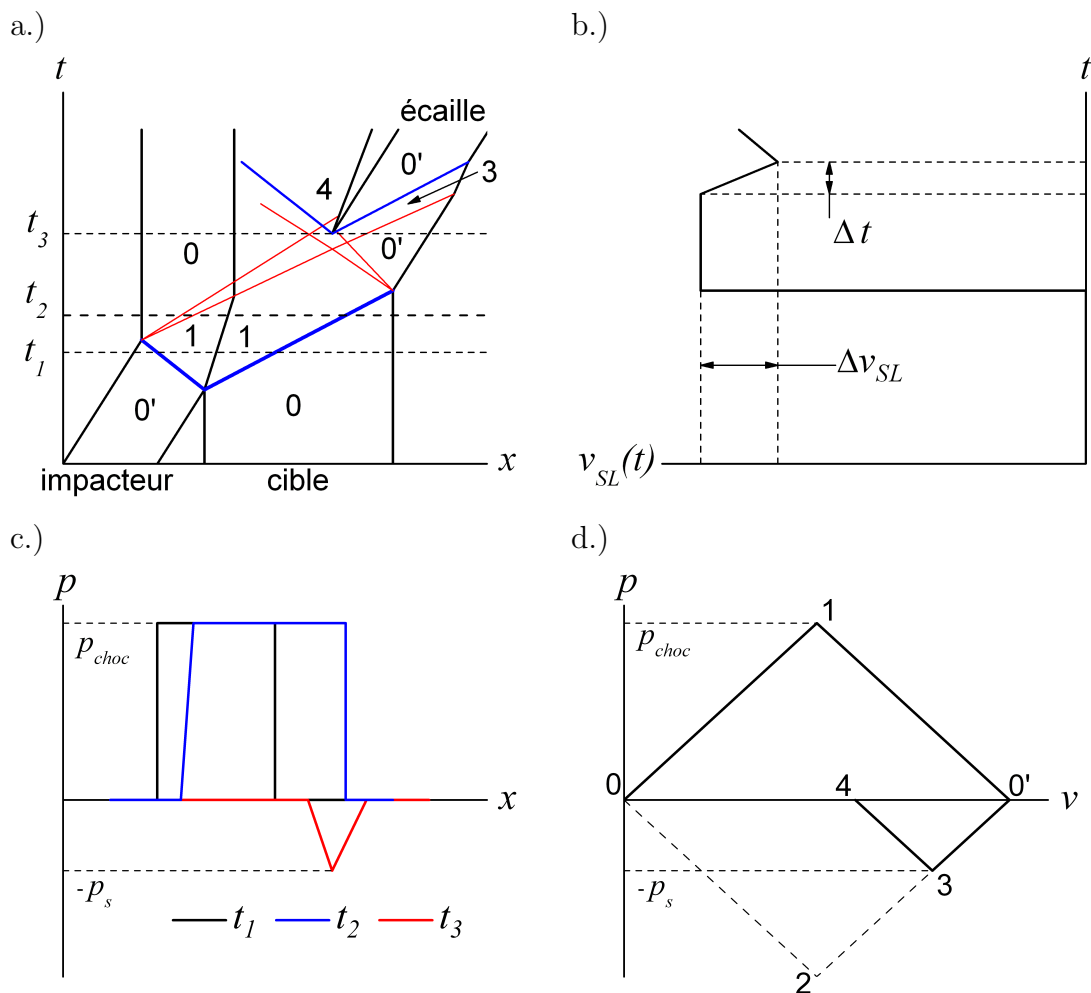 a.)
t
écaille
0'
3
4
t3
0
0'
t2
1
1
t1
0'
0
x
impacteur
cible
b.)
t
Δt
ΔvSL
vSL(t)
c.)
p
pchoc
x
-ps
t1
t2
t3
d.)
p
1
pchoc
0
4
0'
v
-ps
3
2